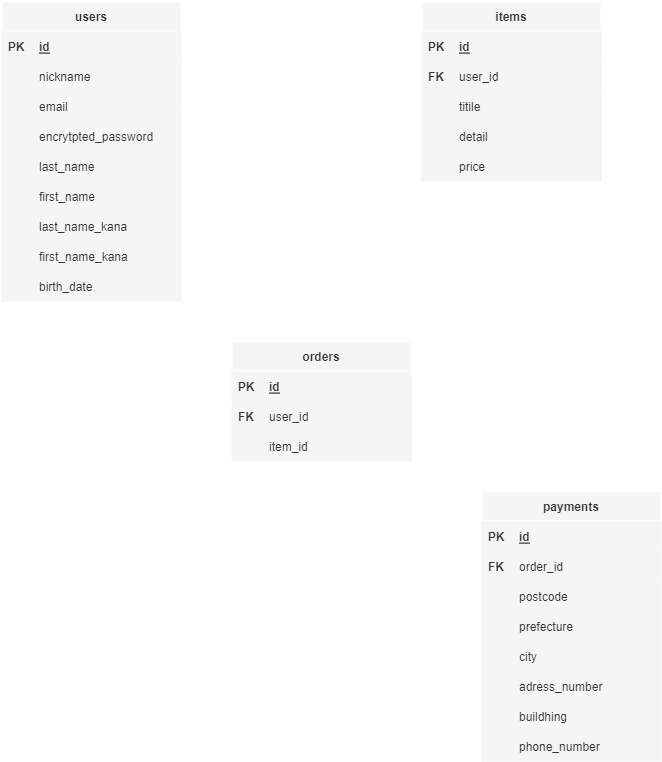 users
PK id
nickname
email
encrytpted_password
last_name
first_name
last_name_kana
first_name_kana
birth_date
items
PK id
FK user_id
titile
detail
price
orders
PK id
FK user_id
item_id
payments
PK id
FK order_id
postcode
prefecture
city
adress_number
buildhing
phone_number